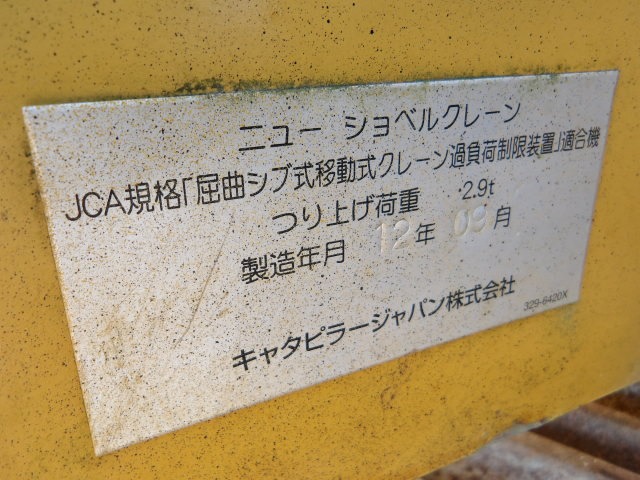 ニュー ショベルクレーン
JCA規格「屈曲ジブ式移動式クレーン過負荷制限装置」適合機
つり上げ荷重 2.9t
製造年月 12年 09月
キャタピラージャパン株式会社
329-6420X